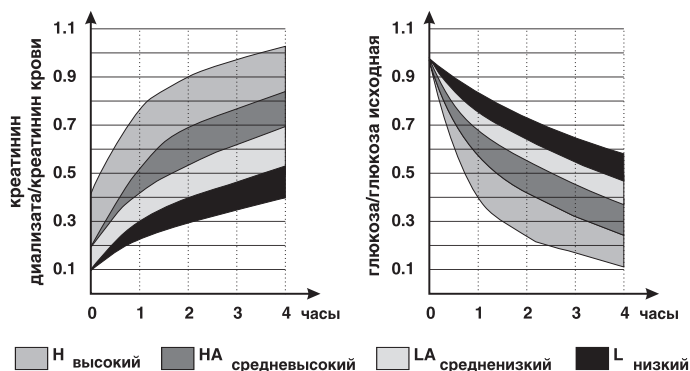 креатинин
диализата/креатинин крови
1.1
0.9
0.7
0.5
0.3
0.1
0 1 2 3 4 часы
глюкоза/глюкоза исходная
1.1
0.9
0.7
0.5
0.3
0.1
0 1 2 3 4 часы
H высокий HA средневысокий LA средненизкий L низкий